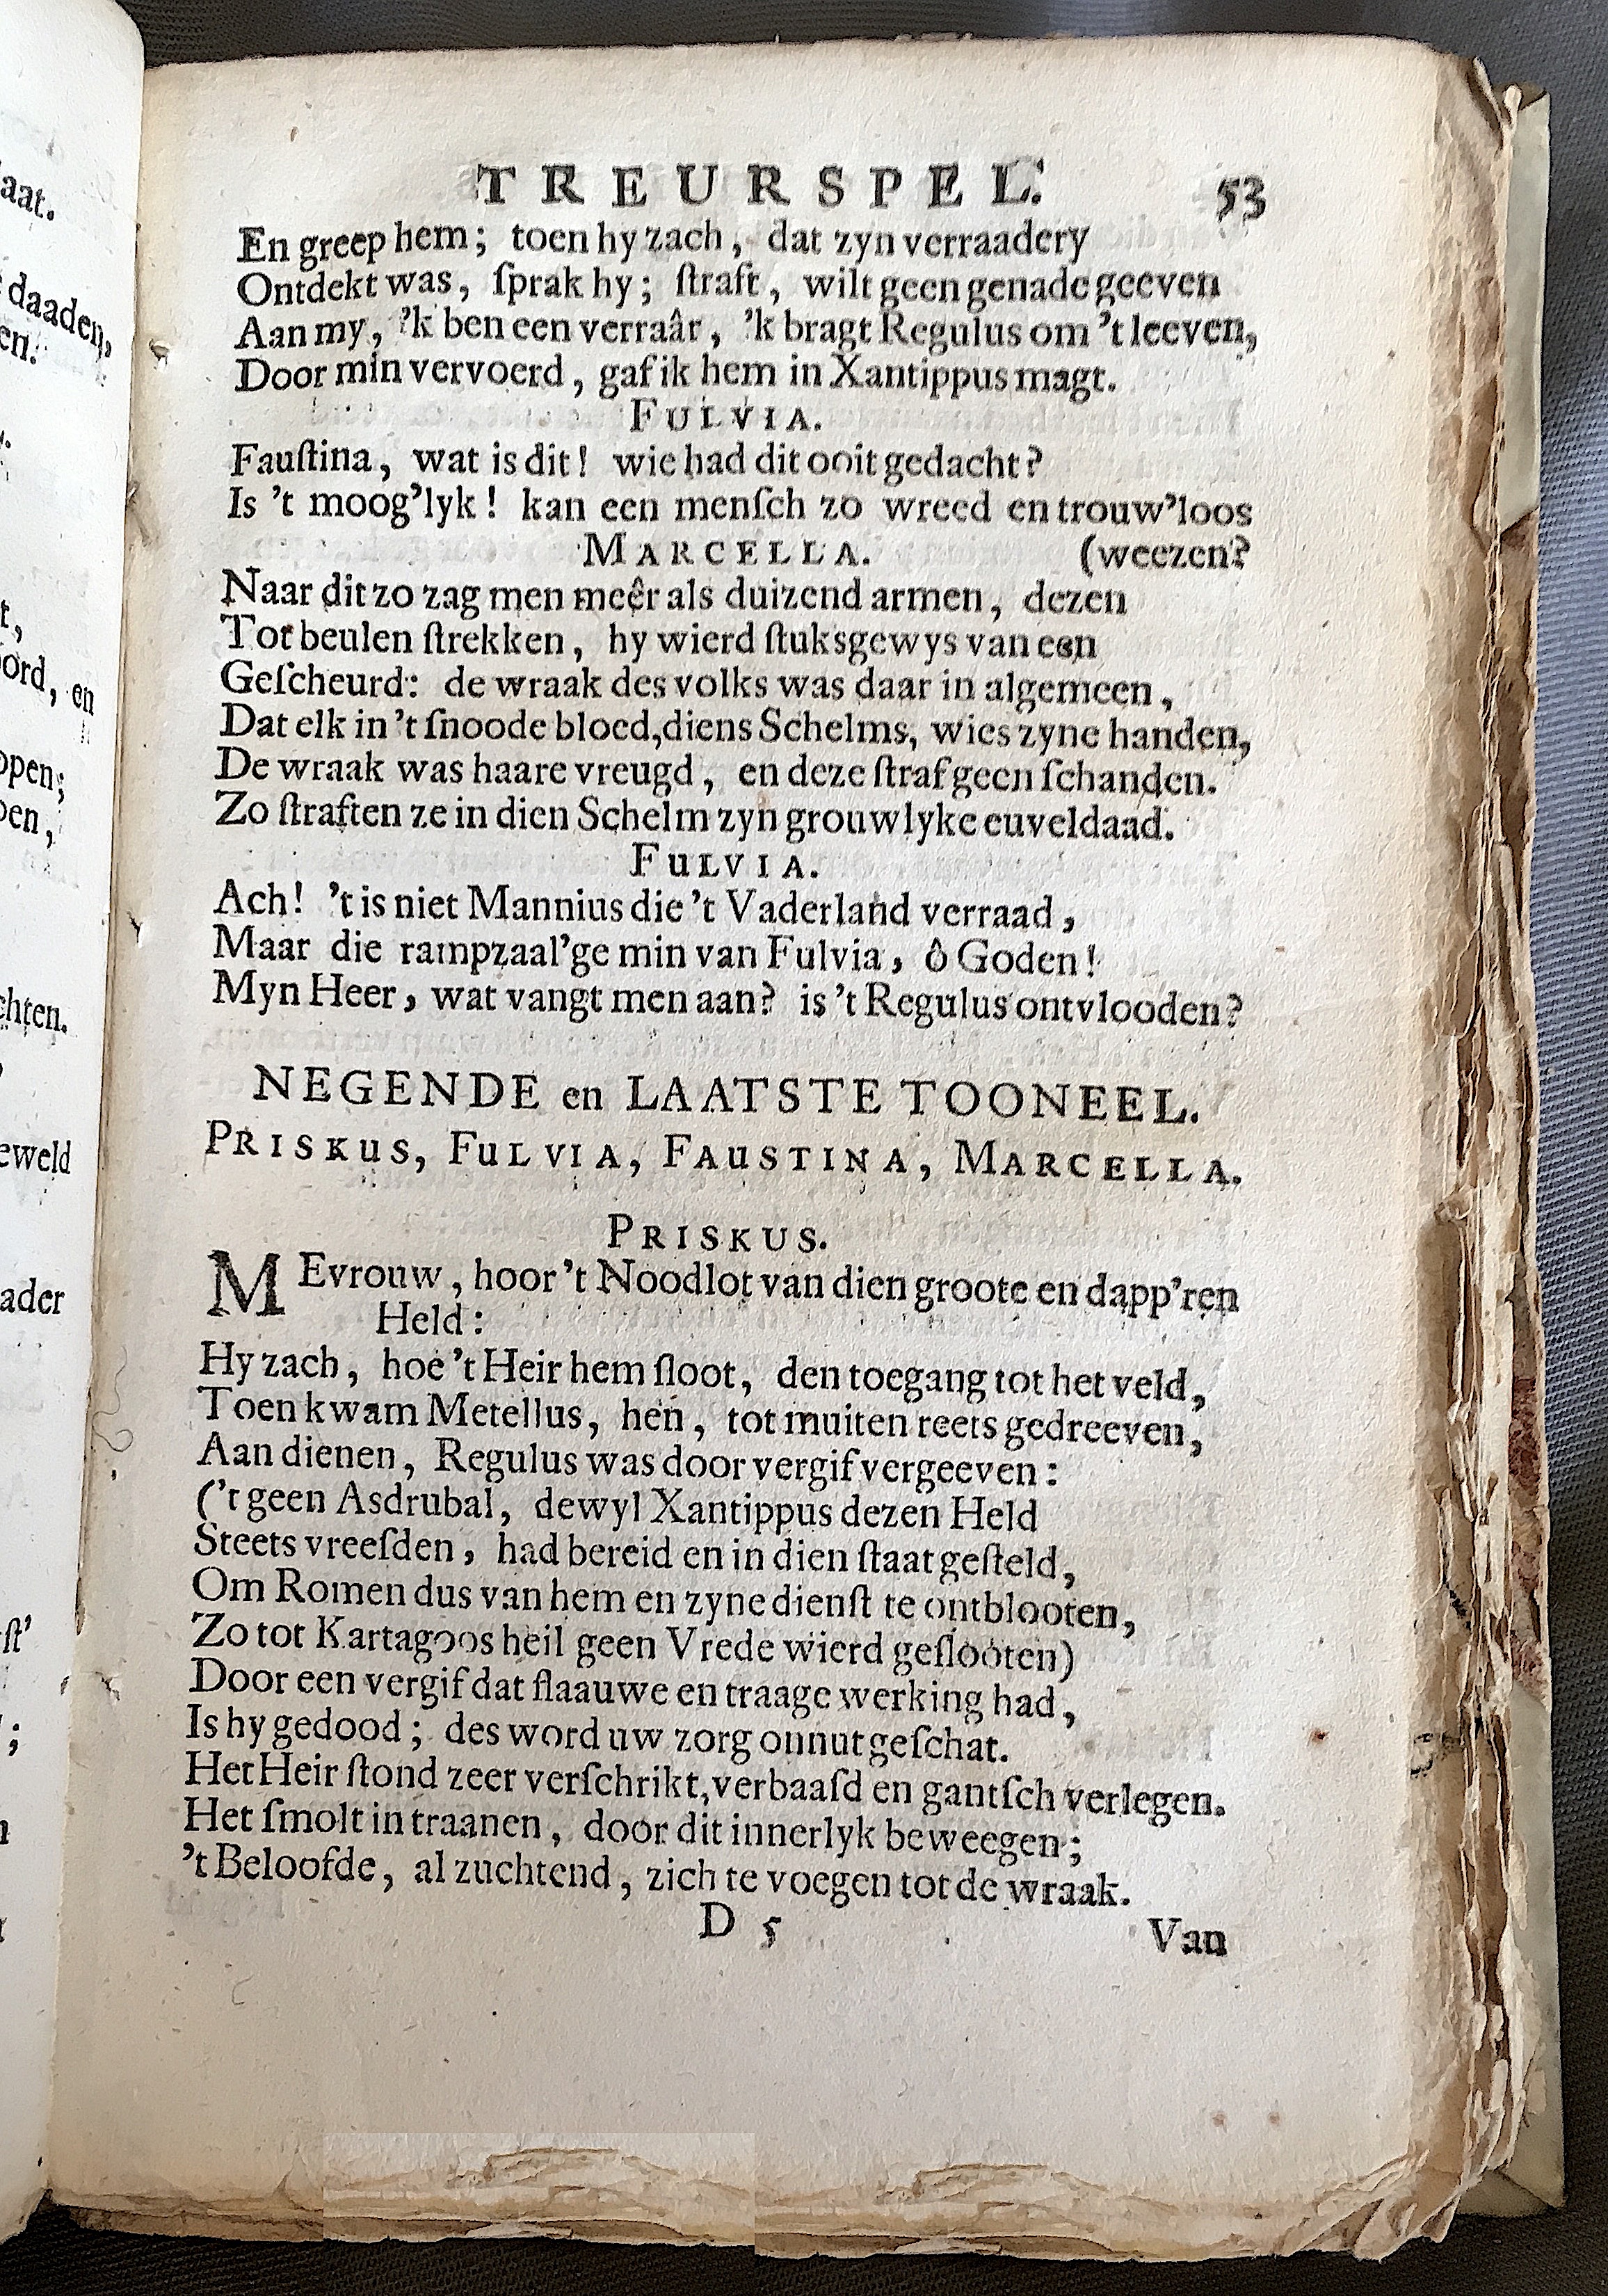 TREURSPEL. 53
En greep hem; toen hy zach, dat zyn verraadery
Ontdekt was, ſprak hy; ſtraft, wilt geen genade geeven
Aan my, 'k ben een verraâr, 'k bragt Regulus om 't leeven,
Door min vervoerd, gaf ik hem in Xantippus magt.
FULVIA.
Fauſtina, wat is dit! wie had dit ooit gedacht?
Is 't moog'lyk! kan een menſch zo wreed en trouw'loos
MARCELLA. (weezen?
Naar dit zo zag men meêr als duizend armen, dezen
Tot beulen ſtrekken, hy wierd ſtuksgewys van een
Geſcheurd: de wraak des volks was daar in algemeen,
Dat elk in 't ſnoode bloed, diens Schelms, wies zyne handen,
De wraak was haare vreugd, en deze ſtraf geen ſchanden.
Zo ſtraften ze in dien Schelm zyn grouwlyke euveldaad.
FULVIA.
Ach! 't is niet Mannius die 't Vaderland verraad,
Maar die rampzaal'ge min van Fulvia, ô Goden!
Myn Heer, wat vangt men aan? is 't Regulus ontvlooden?
NEGENDE en LAATSTE TOONEEL.
PRISKUS, FULVIA, FAUSTINA, MARCELLA.
PRISKUS.
MEvrouw, hoor 't Noodlot van dien groote en dapp'ren
Held:
Hy zach, hoe 't Heir hem ſloot, den toegang tot het veld,
Toen kwam Metellus, hen, tot muiten reets gedreeven,
Aan dienen, Regulus was door vergif vergeeven:
('t geen Asdrubal, dewyl Xantippus dezen Held
Steets vreeſden, had bereid en in dien ſtaat geſteld,
Om Romen dus van hem en zyne dienſt te ontblooten,
Zo tot Kartagoos heil geen Vrede wierd geſlooten)
Door een vergif dat flaauwe en traage werking had,
Is hy gedood; des word uw zorg onnut geſchat.
Het Heir ſtond zeer verſchrikt, verbaaſd en gantſch verlegen.
Het ſmolt in traanen, door dit innerlyk beweegen;
't Beloofde, al zuchtend, zich te voegen tot de wraak.
D 5 Van